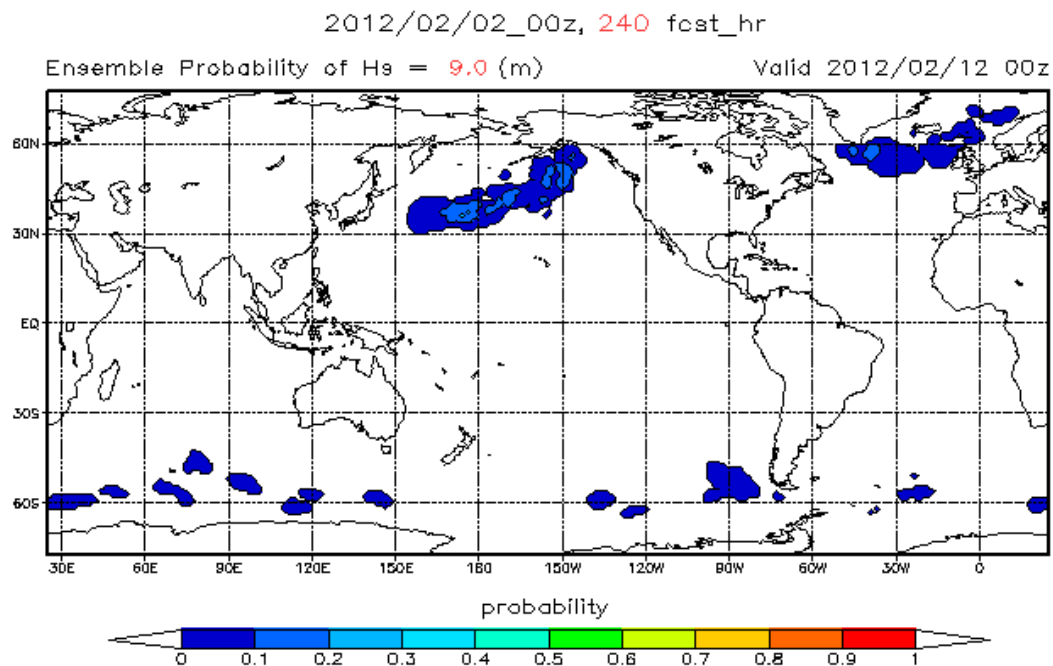 2012/02/02_00z, 240 fcst_hr
Ensemble Probability of Hs = 9.0 (m) Valid 2012/02/12 00z
60N
30N
EQ
30S
60S
30E 60E 90E 120E 150E 180 150W 120W 90W 60W 30W 0
probability
0 0.1 0.2 0.3 0.4 0.5 0.6 0.7 0.8 0.9 1